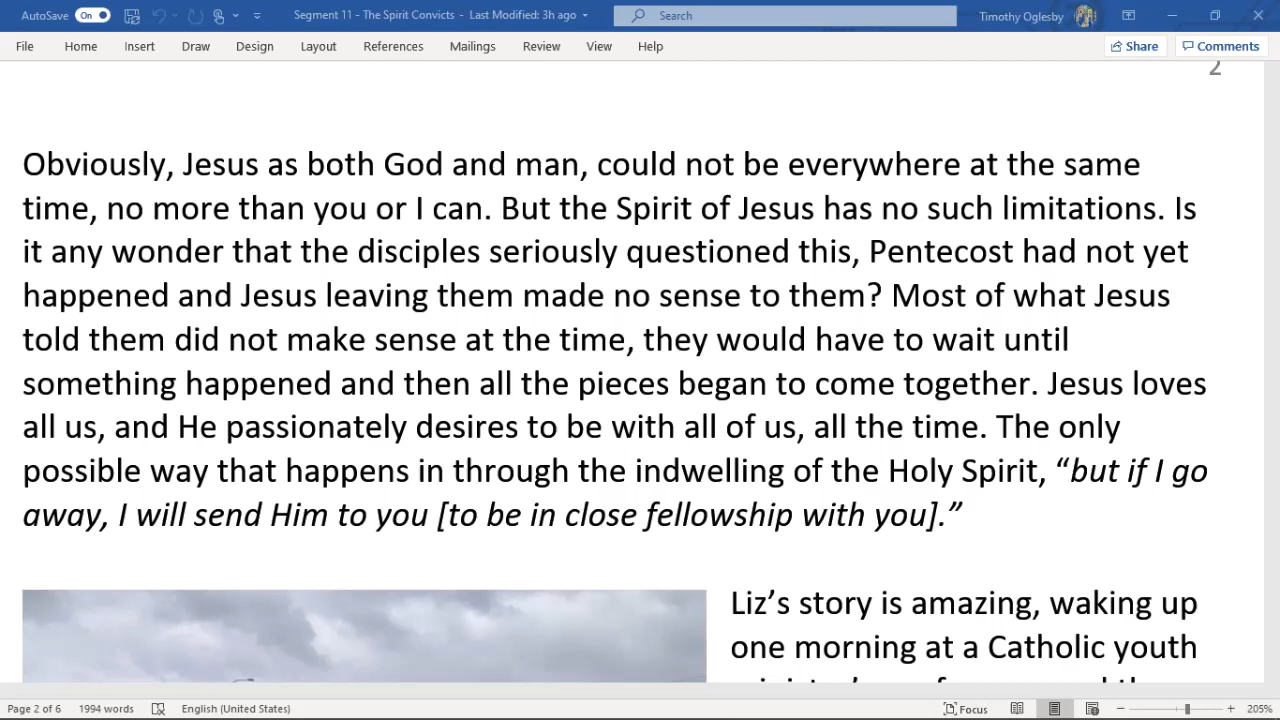 AutoSave On Segment 11 - The Spirit Convicts - Last Modified: 3h ago Search Timothy Oglesby
File Home Insert Draw Design Layout References Mailings Review View Help Share Comments
2
Obviously, Jesus as both God and man, could not be everywhere at the same
time, no more than you or I can. But the Spirit of Jesus has no such limitations. Is
it any wonder that the disciples seriously questioned this, Pentecost had not yet
happened and Jesus leaving them made no sense to them? Most of what Jesus
told them did not make sense at the time, they would have to wait until
something happened and then all the pieces began to come together. Jesus loves
all us, and He passionately desires to be with all of us, all the time. The only
possible way that happens in through the indwelling of the Holy Spirit, “but if I go
away, I will send Him to you [to be in close fellowship with you].”
Liz’s story is amazing, waking up
one morning at a Catholic youth
Page 2 of 6 1994 words English (United States) Focus 205%